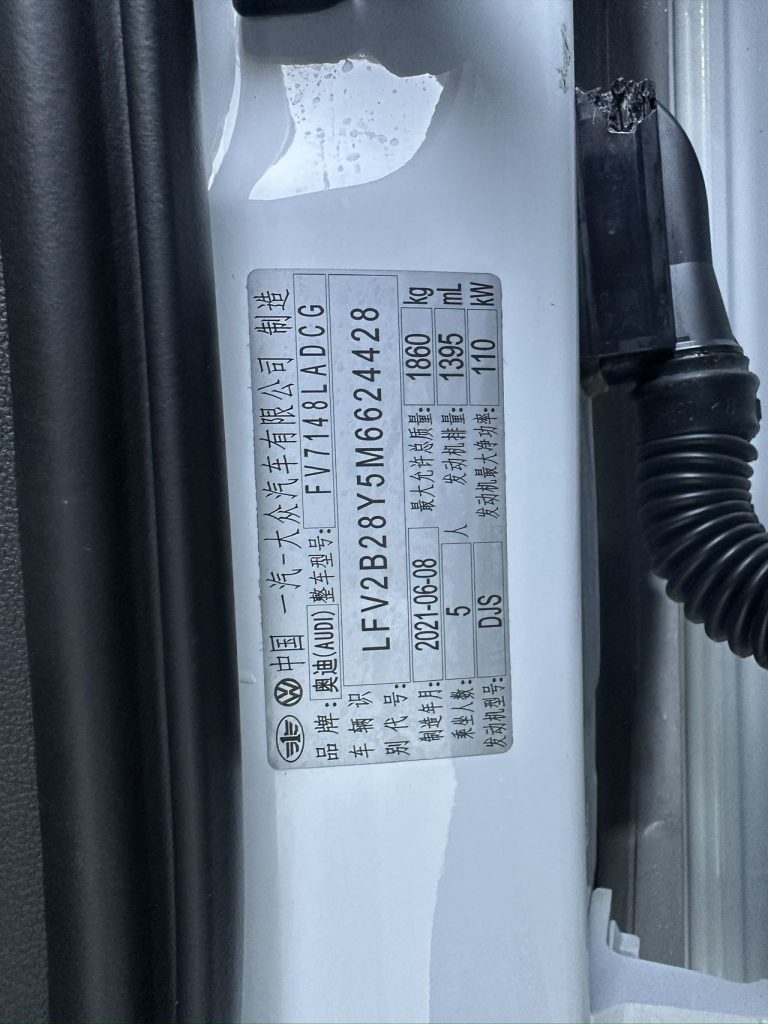 中国 一汽-大众汽车有限公司 制造
品牌: 奥迪(AUDI) 整车型号: FV7148LADCG
车辆识别代号: LFV2B28Y5M6624428
制造年月: 2021-06-08 最大允许总质量: 1860 kg
乘坐人数: 5 人 发动机排量: 1395 mL
发动机型号: DJS 发动机最大净功率: 110 kW